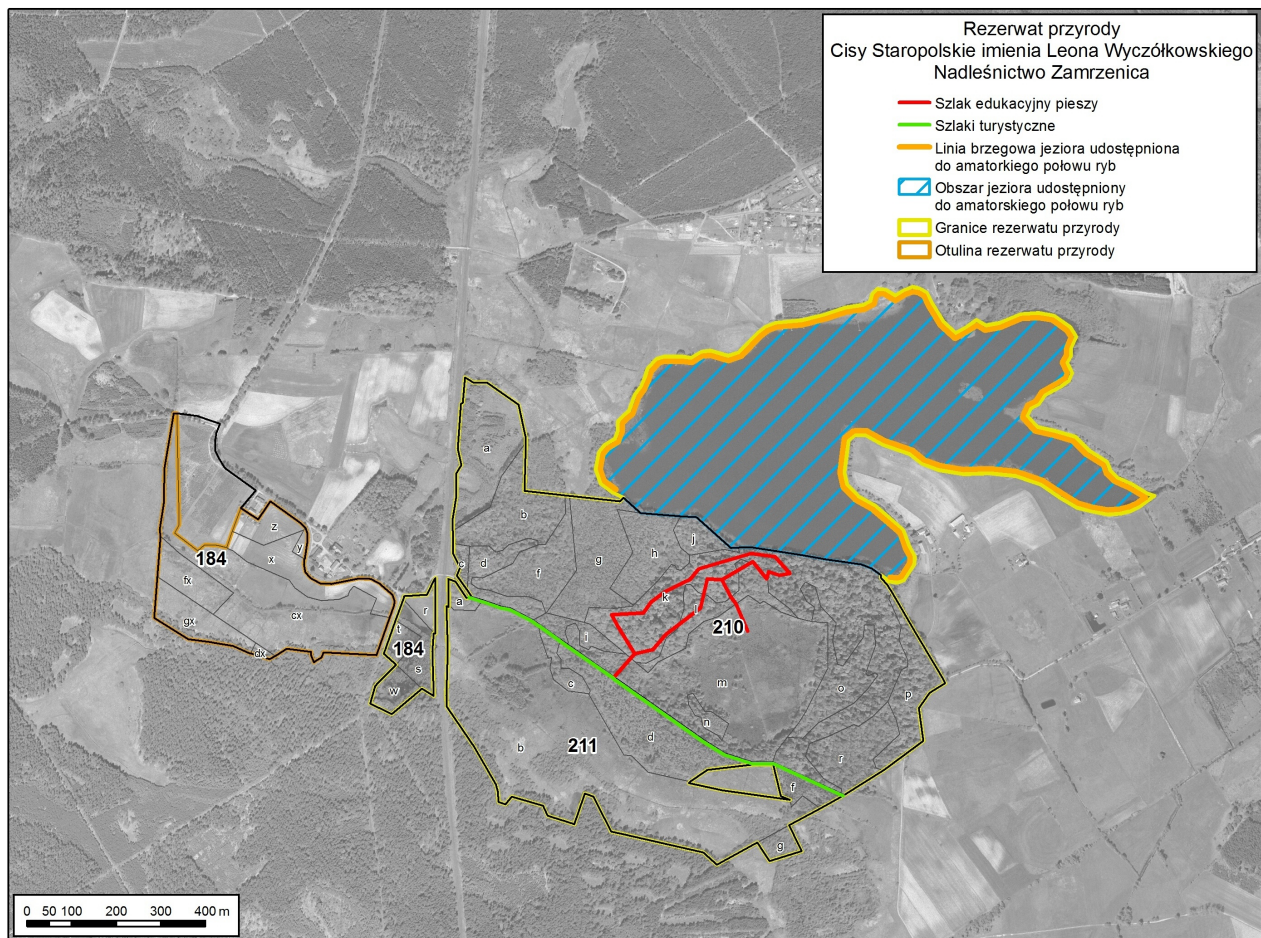 Rezerwat przyrody
Cisy Staropolskie imienia Leona Wyczółkowskiego
Nadleśnictwo Zamrzenica
Szlak edukacyjny pieszy
Szlaki turystyczne
Linia brzegowa jeziora udostępniona
do amatorkiego połowu ryb
Obszar jeziora udostępniony
do amatorskiego połowu ryb
Granice rezerwatu przyrody
Otulina rezerwatu przyrody
a
b
z
y
x
184
j
h
g
f
d
c
fx
cx
gx
dx
k
l
a
r
t
184
s
w
i
210
c
m
o
p
n
b
211
d
r
f
g
0 50 100 200 300 400 m